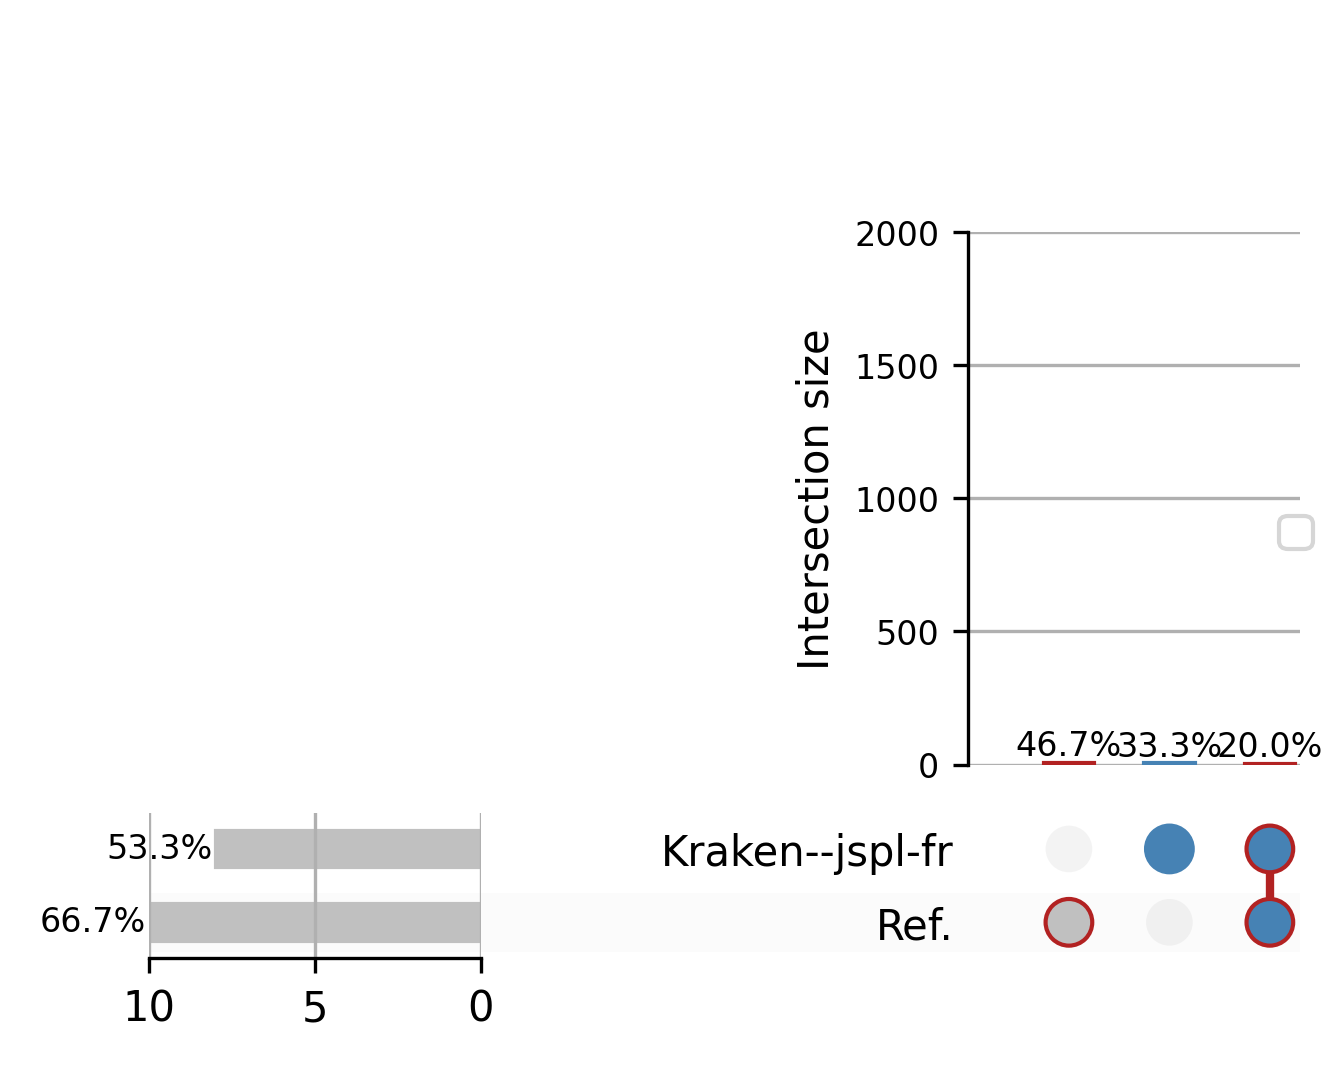 2000
1500
1000
500
0
Intersection size
46.7% 33.3% 20.0%
53.3%
66.7%
Kraken--jspl-fr
Ref.
10 5 0